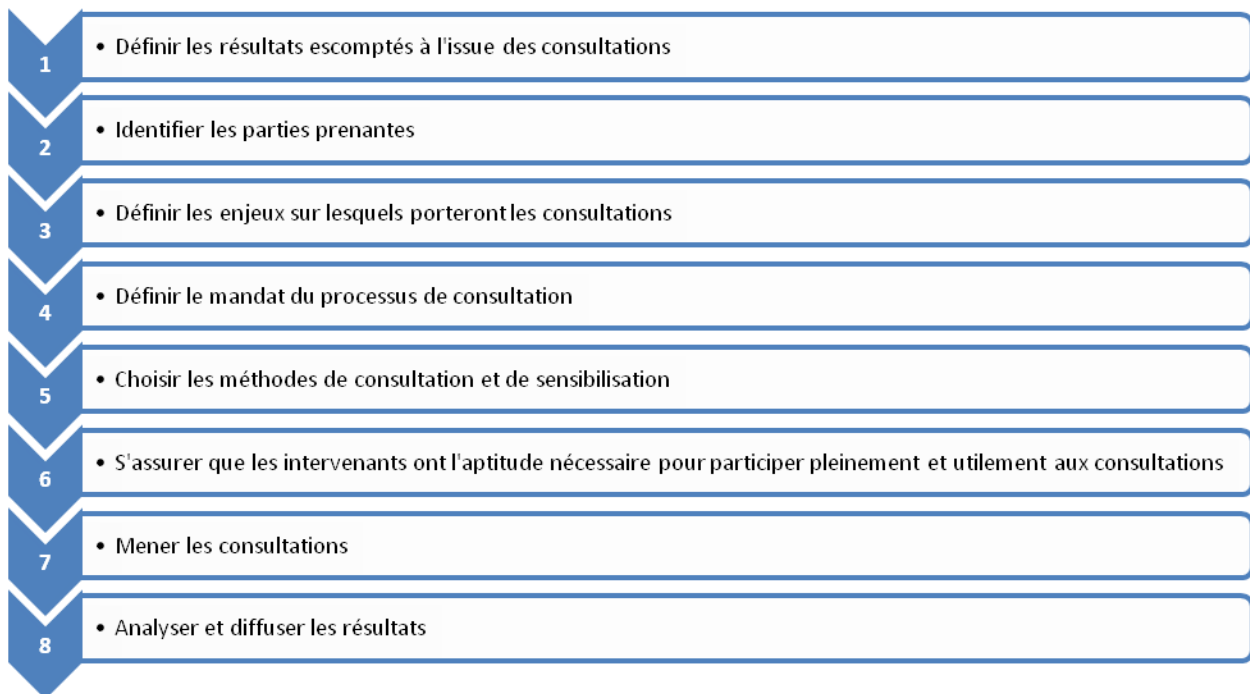 1
• Définir les résultats escomptés à l'issue des consultations
2
• Identifier les parties prenantes
3
• Définir les enjeux sur lesquels porteront les consultations
4
• Définir le mandat du processus de consultation
5
• Choisir les méthodes de consultation et de sensibilisation
6
• S'assurer que les intervenants ont l'aptitude nécessaire pour participer pleinement et utilement aux consultations
7
• Mener les consultations
8
• Analyser et diffuser les résultats